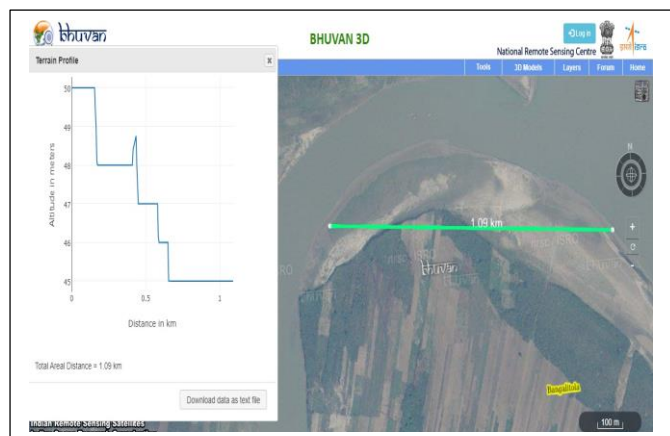 bhuvan
BHUVAN 3D
Log in
National Remote Sensing Centre
Terrain Profile
Tools 3D Models Layers Forum Home
50
49
48
47
46
45
Altitude in meters
0 0.5 1
Distance in km
Total Areal Distance = 1.09 km
Download data as text file
N
1.09 km
bhuvan
Bangalitola
100 m
Indian Remote Sensing Satellites